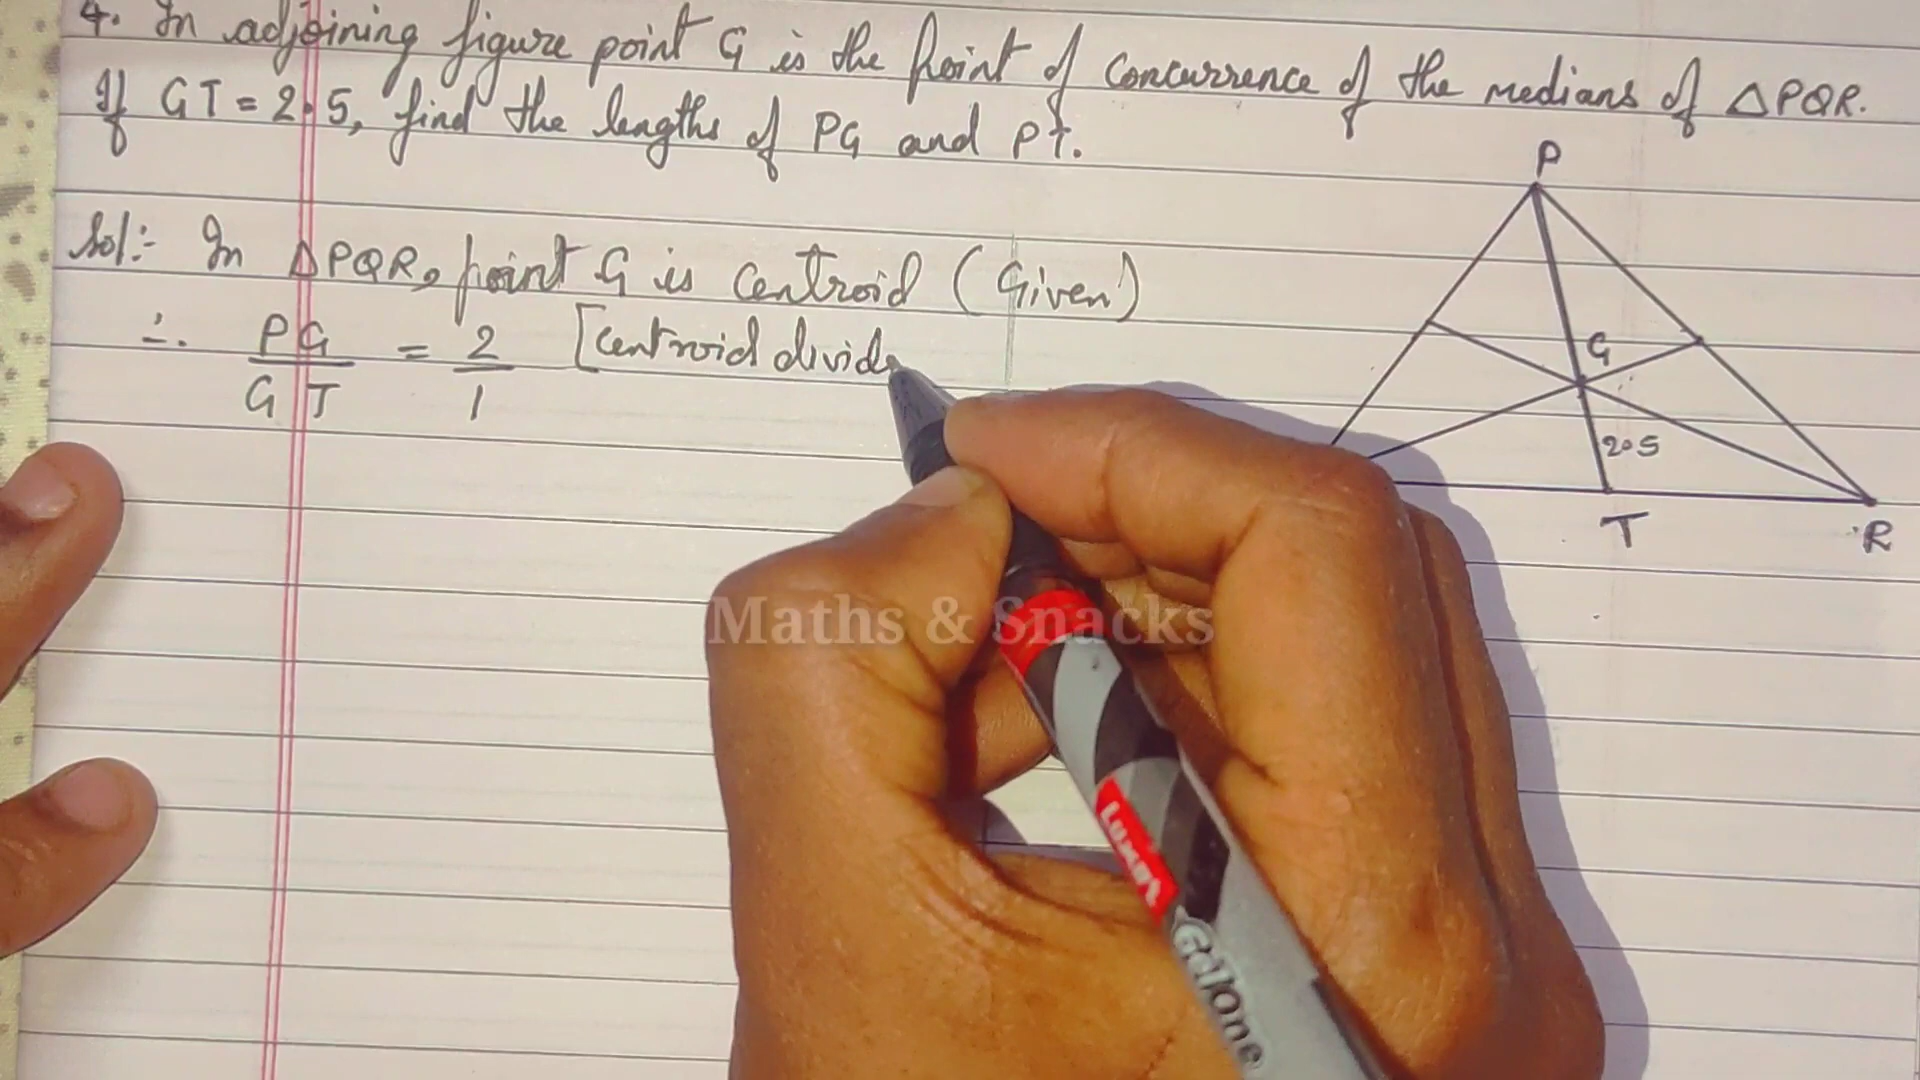 4. In adjoining figure point G is the point of concurrence of the medians of △PQR.
If GT = 2.5, find the lengths of PG and PT.
Sol:- In △PQR, point G is centroid (Given)
∴ PG/GT = 2/1 [centroid divide
P
G
2.5
T
R
Maths & Snacks
Luxor
GellOne